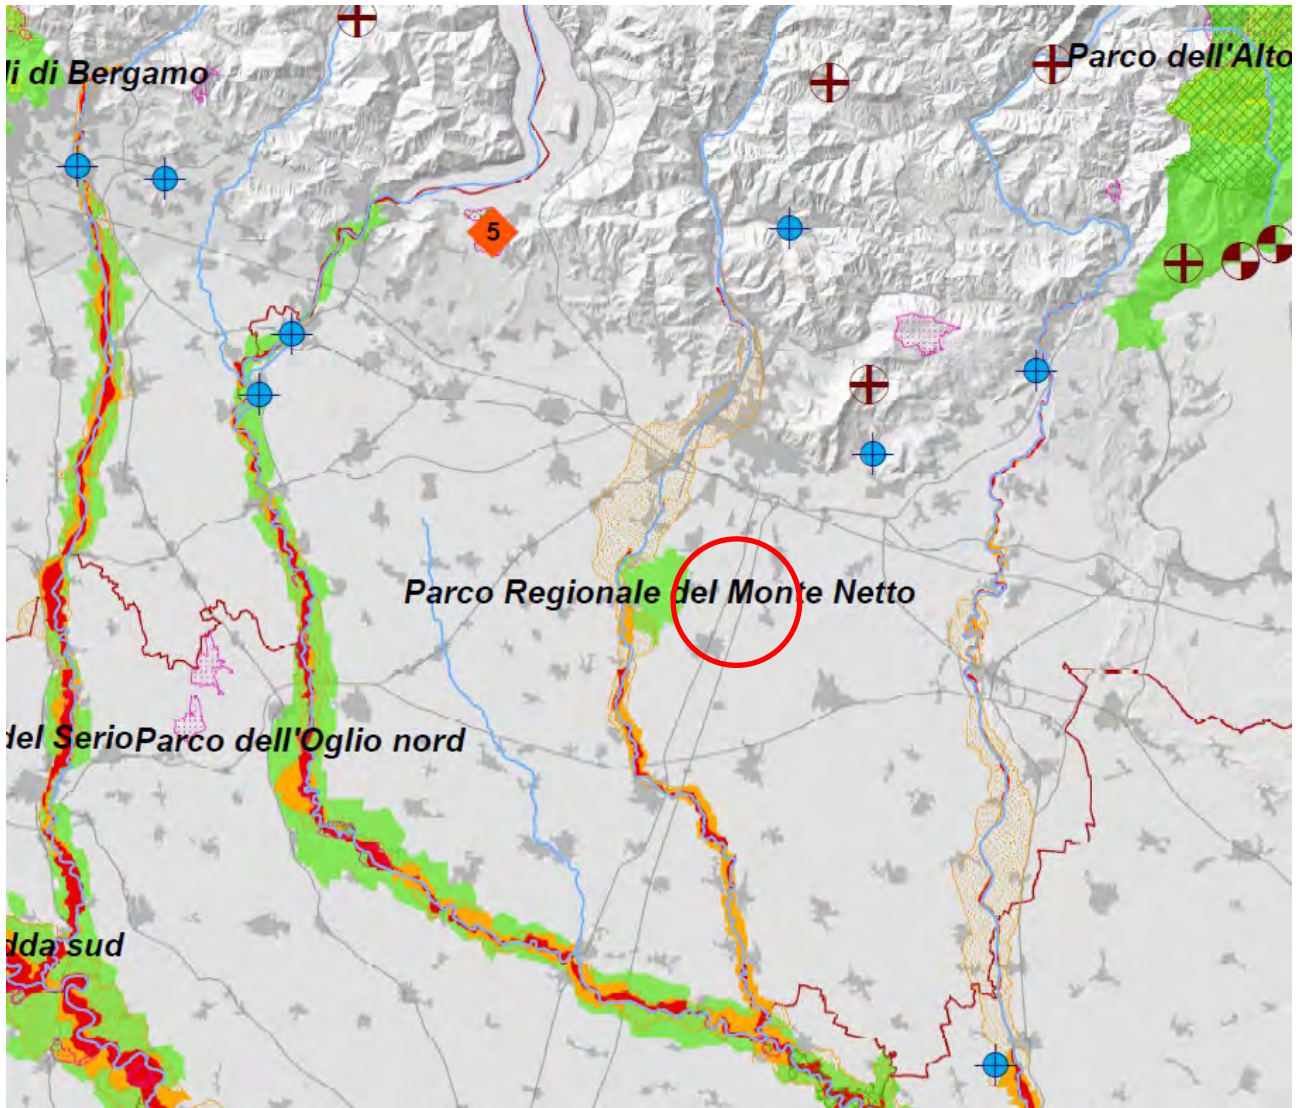 Parco dell'Alto
li di Bergamo
5
Parco Regionale del Monte Netto
del Serio
Parco dell'Oglio nord
dda sud